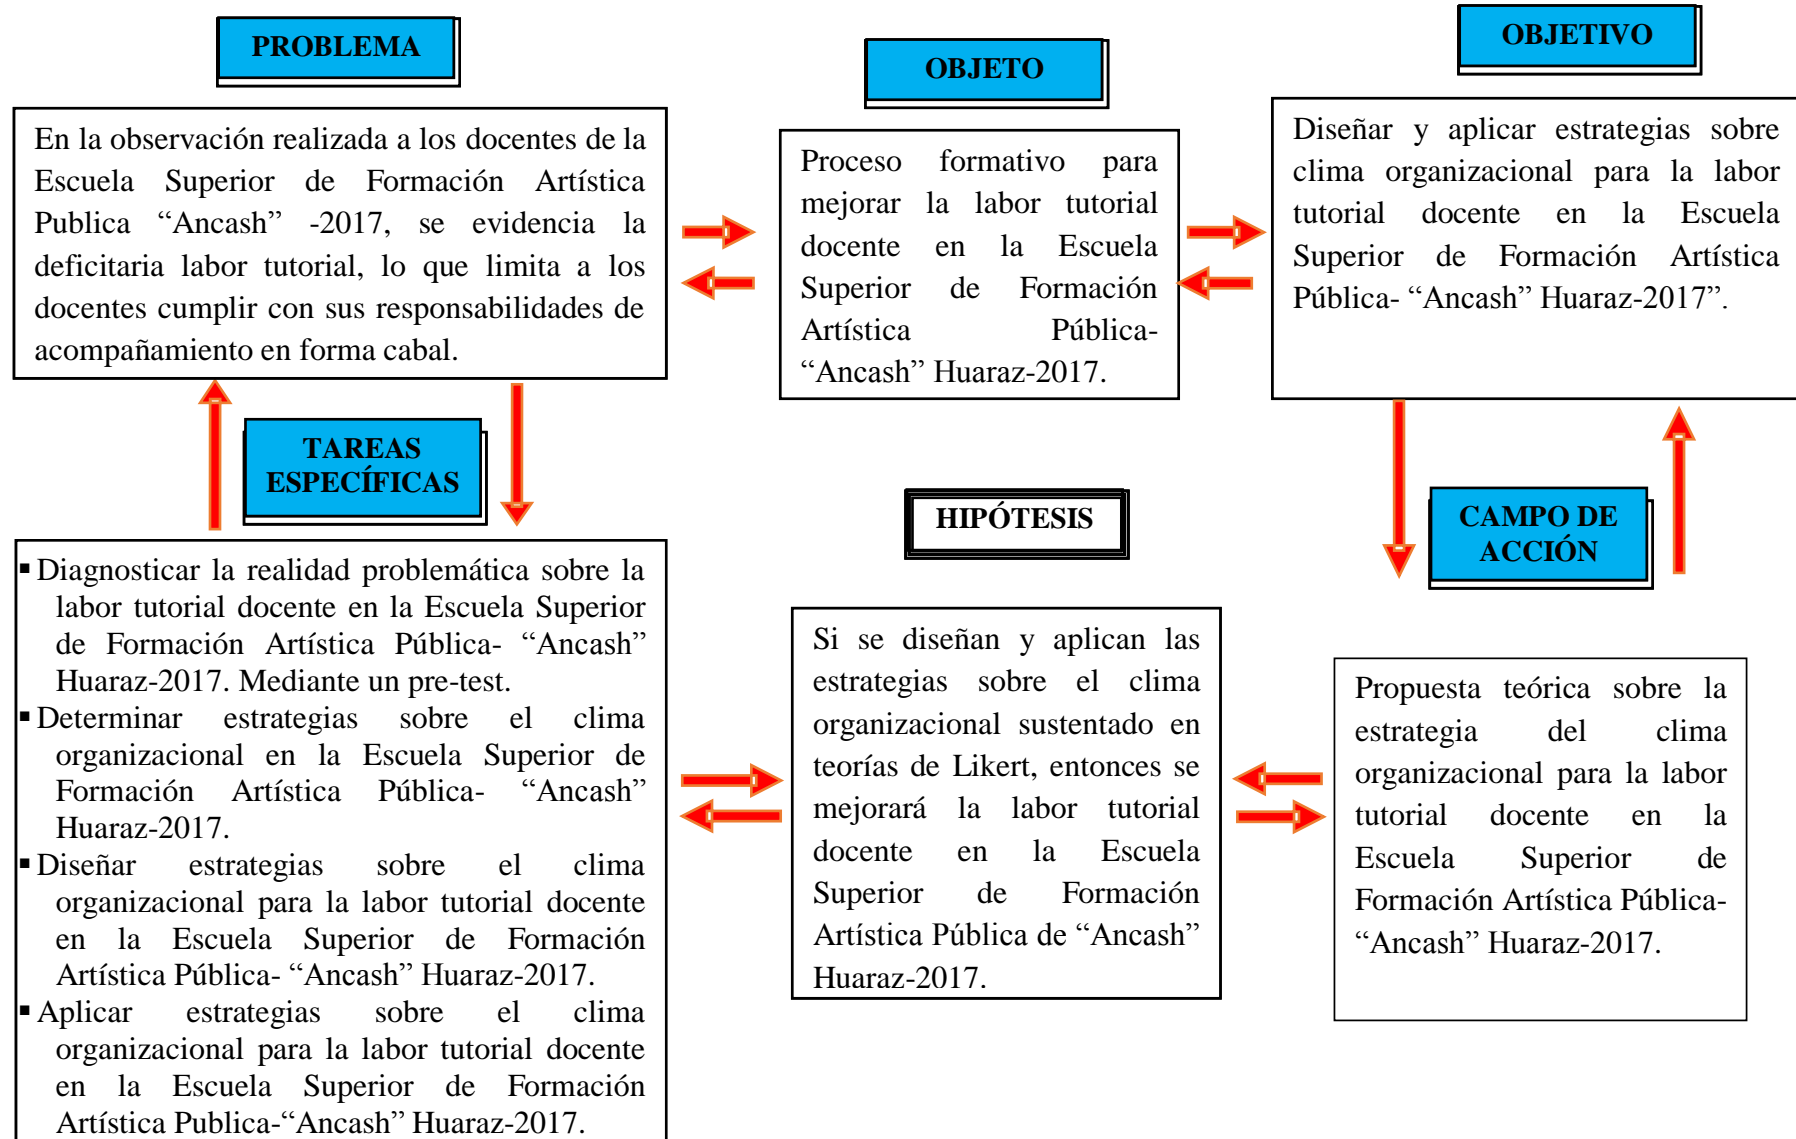 PROBLEMA
En la observación realizada a los docentes de la
Escuela Superior de Formación Artística
Publica “Ancash” -2017, se evidencia la
deficitaria labor tutorial, lo que limita a los
docentes cumplir con sus responsabilidades de
acompañamiento en forma cabal.
OBJETO
Proceso formativo para
mejorar la labor tutorial
docente en la Escuela
Superior de Formación
Artística Pública-
“Ancash” Huaraz-2017.
OBJETIVO
Diseñar y aplicar estrategias sobre
clima organizacional para la labor
tutorial docente en la Escuela
Superior de Formación Artística
Pública- “Ancash” Huaraz-2017”.
TAREAS
ESPECÍFICAS
▪ Diagnosticar la realidad problemática sobre la
labor tutorial docente en la Escuela Superior
de Formación Artística Pública- “Ancash”
Huaraz-2017. Mediante un pre-test.
▪ Determinar estrategias sobre el clima
organizacional en la Escuela Superior de
Formación Artística Pública- “Ancash”
Huaraz-2017.
▪ Diseñar estrategias sobre el clima
organizacional para la labor tutorial docente
en la Escuela Superior de Formación
Artística Pública- “Ancash” Huaraz-2017.
▪ Aplicar estrategias sobre el clima
organizacional para la labor tutorial docente
en la Escuela Superior de Formación
Artística Publica-“Ancash” Huaraz-2017.
HIPÓTESIS
Si se diseñan y aplican las
estrategias sobre el clima
organizacional sustentado en
teorías de Likert, entonces se
mejorará la labor tutorial
docente en la Escuela
Superior de Formación
Artística Pública de “Ancash”
Huaraz-2017.
CAMPO DE
ACCIÓN
Propuesta teórica sobre la
estrategia del clima
organizacional para la labor
tutorial docente en la
Escuela Superior de
Formación Artística Pública-
“Ancash” Huaraz-2017.